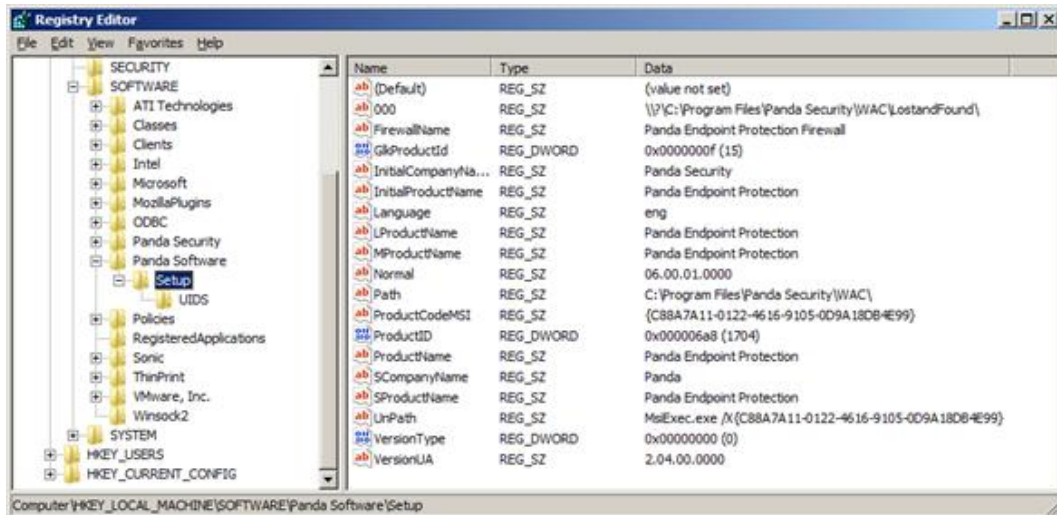 Registry Editor
File Edit View Favorites Help
SECURITY
SOFTWARE
ATI Technologies
Classes
Clients
Intel
Microsoft
MozillaPlugins
ODBC
Panda Security
Panda Software
Setup
UIDS
Policies
RegisteredApplications
Sonic
ThinPrint
VMware, Inc.
Winsock2
SYSTEM
HKEY_USERS
HKEY_CURRENT_CONFIG
Name Type Data
(Default) REG_SZ (value not set)
000 REG_SZ \\?\C:\Program Files\Panda Security\WAC\LostandFound\
FirewallName REG_SZ Panda Endpoint Protection Firewall
GlkProductId REG_DWORD 0x0000000f (15)
InitialCompanyNa... REG_SZ Panda Security
InitialProductName REG_SZ Panda Endpoint Protection
Language REG_SZ eng
LProductName REG_SZ Panda Endpoint Protection
MProductName REG_SZ Panda Endpoint Protection
Normal REG_SZ 06.00.01.0000
Path REG_SZ C:\Program Files\Panda Security\WAC\
ProductCodeMSI REG_SZ {C88A7A11-0122-4616-9105-0D9A18DB4E99}
ProductID REG_DWORD 0x000006a8 (1704)
ProductName REG_SZ Panda Endpoint Protection
SCompanyName REG_SZ Panda
SProductName REG_SZ Panda Endpoint Protection
UnPath REG_SZ MsiExec.exe /X{C88A7A11-0122-4616-9105-0D9A18DB4E99}
VersionType REG_DWORD 0x00000000 (0)
VersionUA REG_SZ 2.04.00.0000
Computer\HKEY_LOCAL_MACHINE\SOFTWARE\Panda Software\Setup